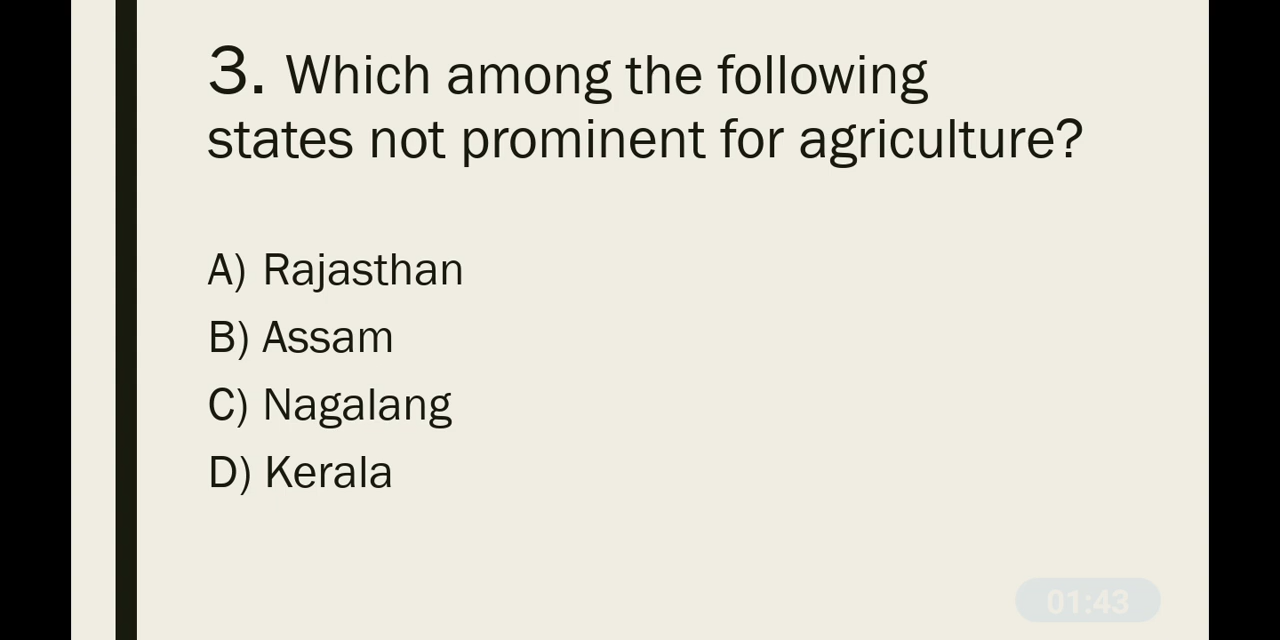 3. Which among the following
states not prominent for agriculture?
A) Rajasthan
B) Assam
C) Nagalang
D) Kerala
01:43